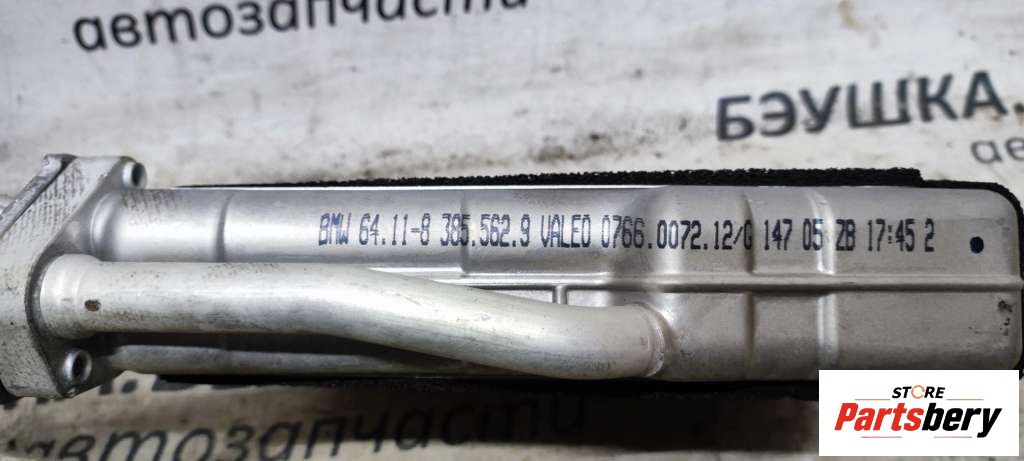 автозапчасти
БЭУШКА.
ав
BMW 64.11-8 385.562.9 VALEO 0766.0072.12/G 147 05 ZB 17:45 2
автозапчасти
STORE
Partsbery